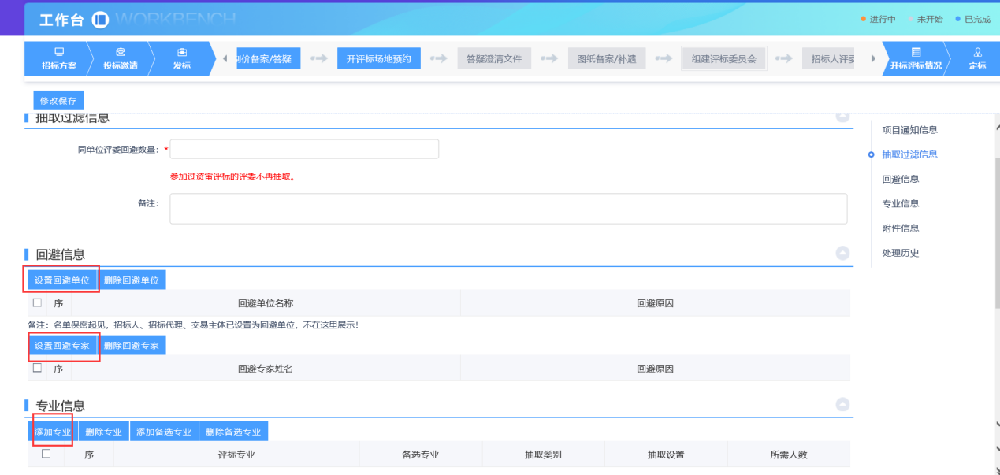 工作台 WORKBENCH
进行中 未开始 已完成
招标方案 投标邀请 发标 制价备案/答疑 开评标场地预约 答疑澄清文件 图纸备案/补遗 组建评标委员会 招标人评委 开标评标情况 定标
修改保存
抽取过滤信息
同单位评委回避数量：*
参加过资审评标的评委不再抽取。
备注：
回避信息
设置回避单位 删除回避单位
序 回避单位名称 回避原因
备注：名单保密起见，招标人、招标代理、交易主体已设置为回避单位，不在这里展示！
设置回避专家 删除回避专家
序 回避专家姓名 回避原因
专业信息
添加专业 删除专业 添加备选专业 删除备选专业
序 评标专业 备选专业 抽取类别 抽取设置 所需人数
项目通知信息
抽取过滤信息
回避信息
专业信息
附件信息
处理历史